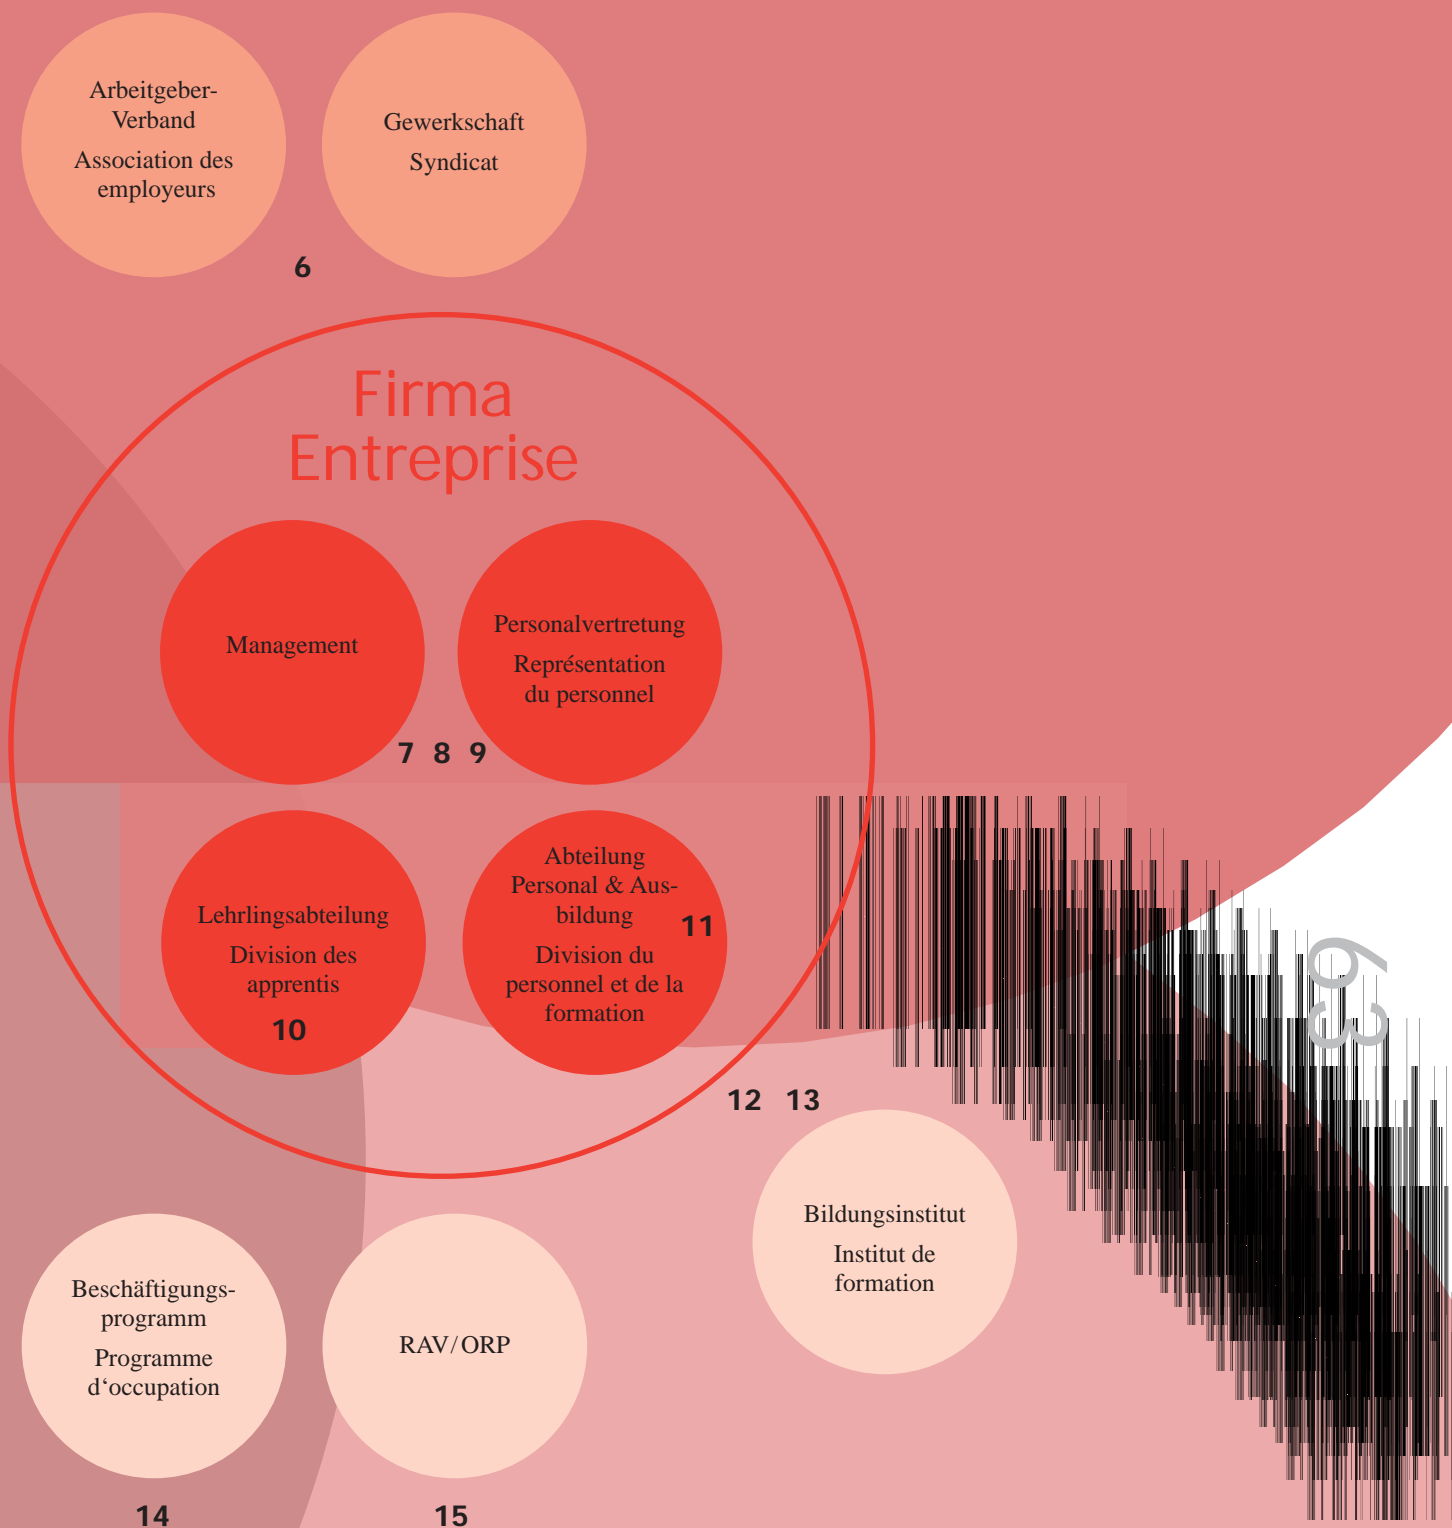 Arbeitgeber-
Verband
Association des
employeurs
Gewerkschaft
Syndicat
6
Firma
Entreprise
Management
Personalvertretung
Représentation
du personnel
7 8 9
Lehrlingsabteilung
Division des
apprentis
10
Abteilung
Personal & Aus-
bildung
11
Division du
personnel et de la
formation
63
12 13
Bildungsinstitut
Institut de
formation
Beschäftigungs-
programm
Programme
d‘occupation
14
RAV/ORP
15